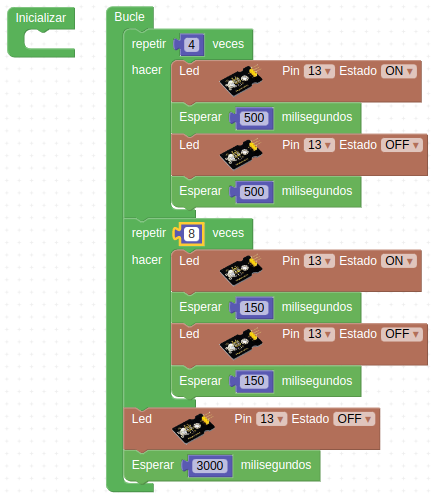 Inicializar
Bucle
repetir 4 veces
hacer Led Pin 13 Estado ON
Esperar 500 milisegundos
Led Pin 13 Estado OFF
Esperar 500 milisegundos
repetir 8 veces
hacer Led Pin 13 Estado ON
Esperar 150 milisegundos
Led Pin 13 Estado OFF
Esperar 150 milisegundos
Led Pin 13 Estado OFF
Esperar 3000 milisegundos